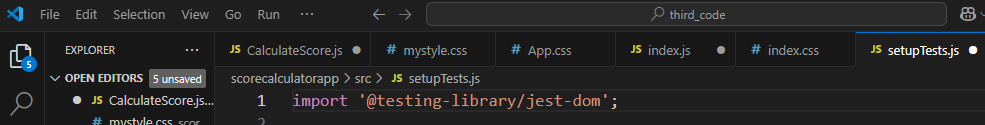 File Edit Selection View Go Run ... third_code
EXPLORER ... JS CalculateScore.js # mystyle.css # App.css JS index.js # index.css JS setupTests.js
5
OPEN EDITORS 5 unsaved scorecalculatorapp > src > JS setupTests.js
JS CalculateScore.js... 1 import '@testing-library/jest-dom';
# mystyle.css scor... 2